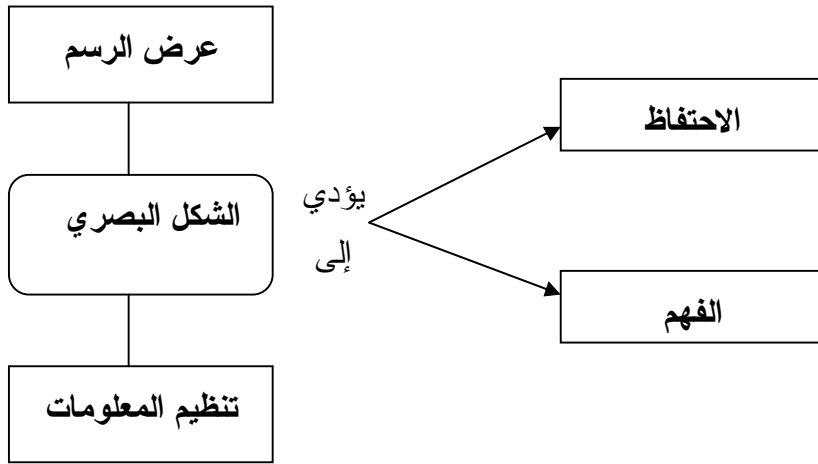 عرض الرسم
الشكل البصري
تنظيم المعلومات
يؤدي
إلى
الاحتفاظ
الفهم